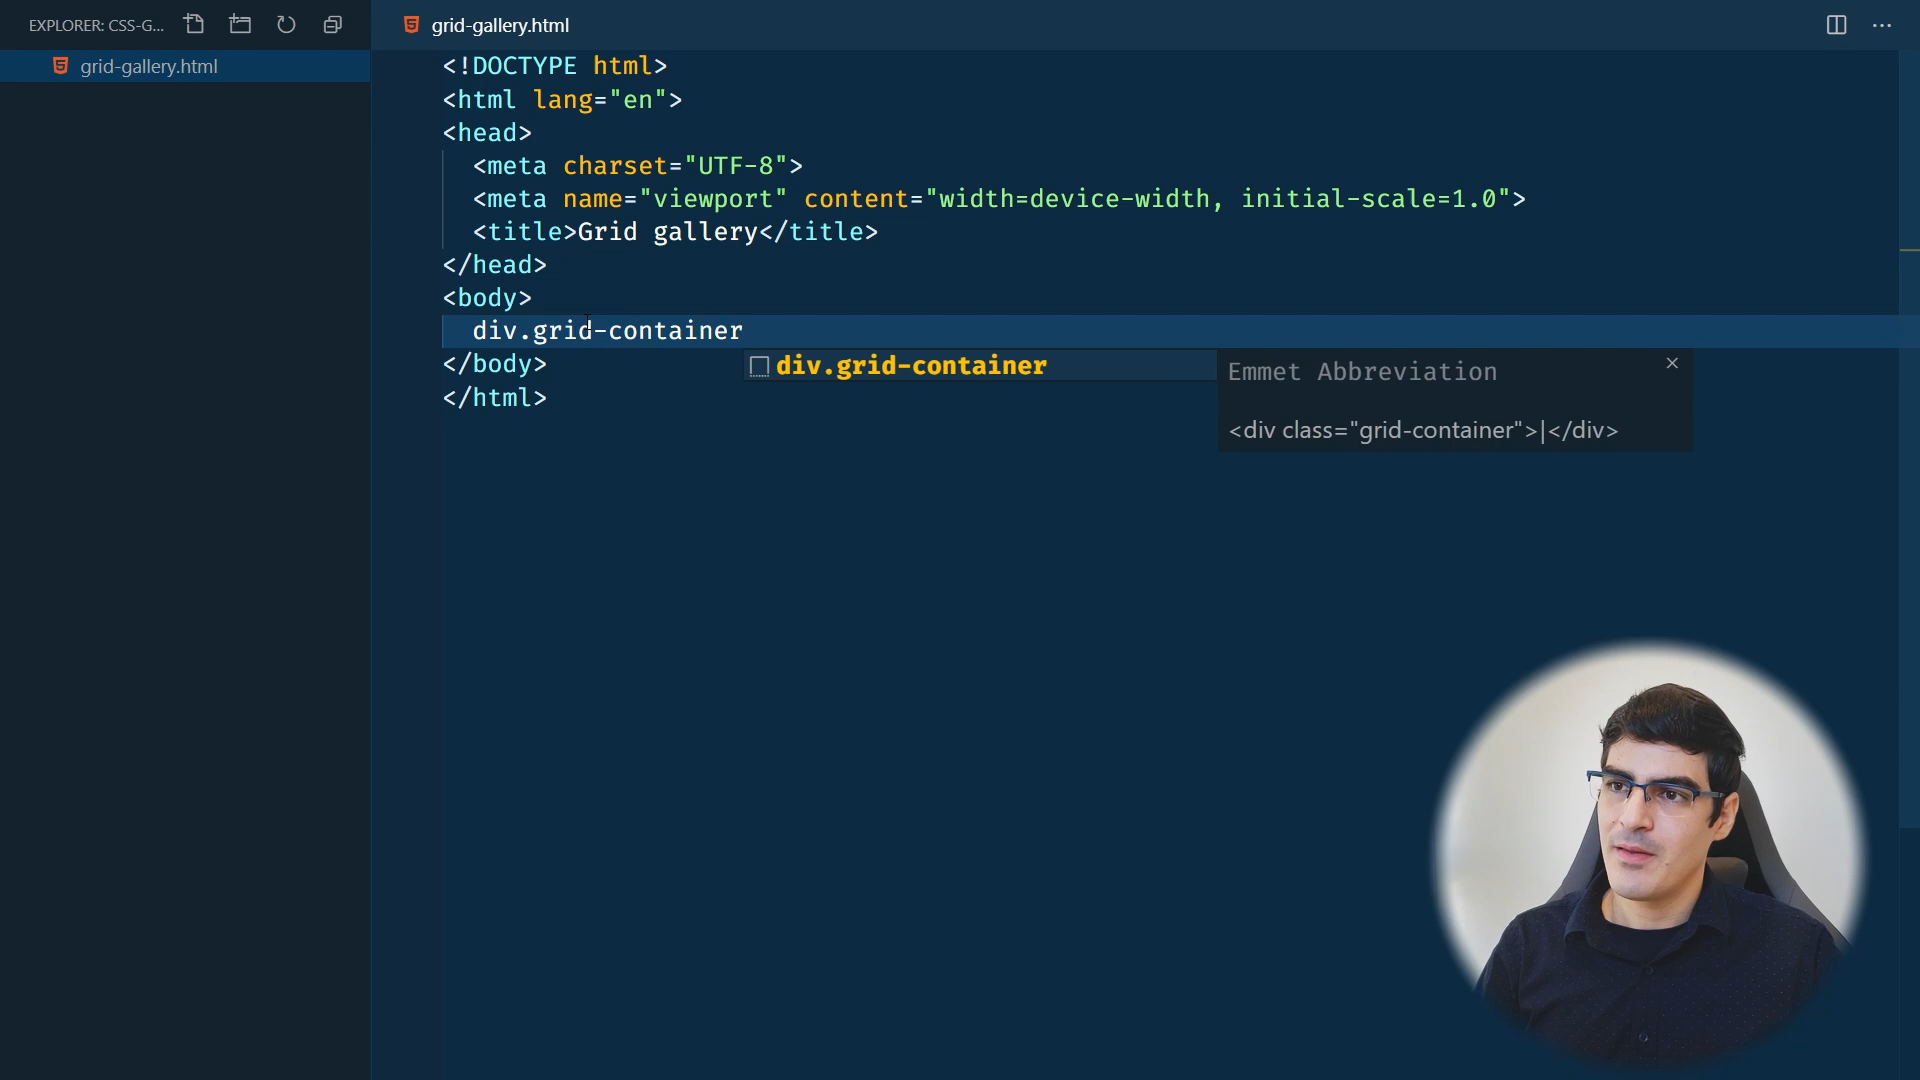 EXPLORER: CSS-G...
grid-gallery.html
grid-gallery.html
<!DOCTYPE html>
<html lang="en">
<head>
<meta charset="UTF-8">
<meta name="viewport" content="width=device-width, initial-scale=1.0">
<title>Grid gallery</title>
</head>
<body>
div.grid-container
</body>
</html>
div.grid-container
Emmet Abbreviation
<div class="grid-container">|</div>